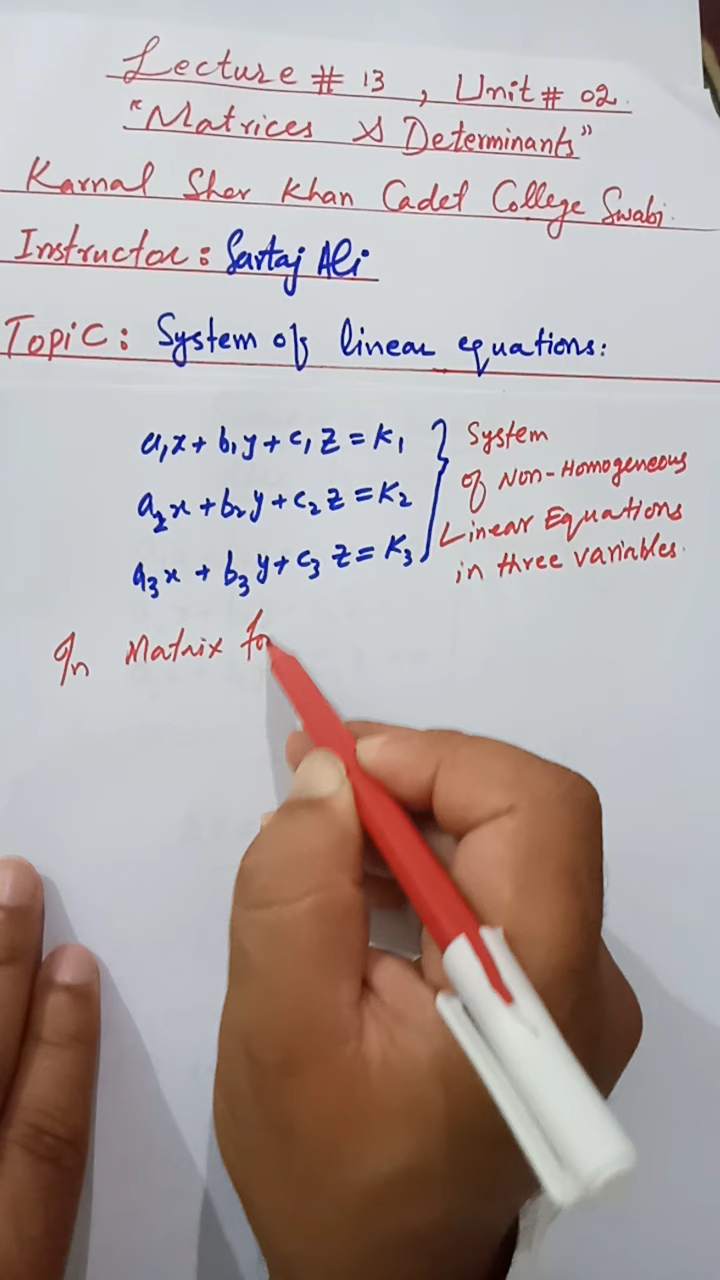 Lecture # 13 , Unit # 02.
"Matrices & Determinants"
Karnal Sher Khan Cadet College Swabi.
Instructor: Sartaj Ali
Topic: System of linear equations:
a₁x + b₁y + c₁z = K₁
a₂x + b₂y + c₂z = K₂
a₃x + b₃y + c₃z = K₃
System
of Non-Homogeneous
Linear Equations
in three variables.
In Matrix fo